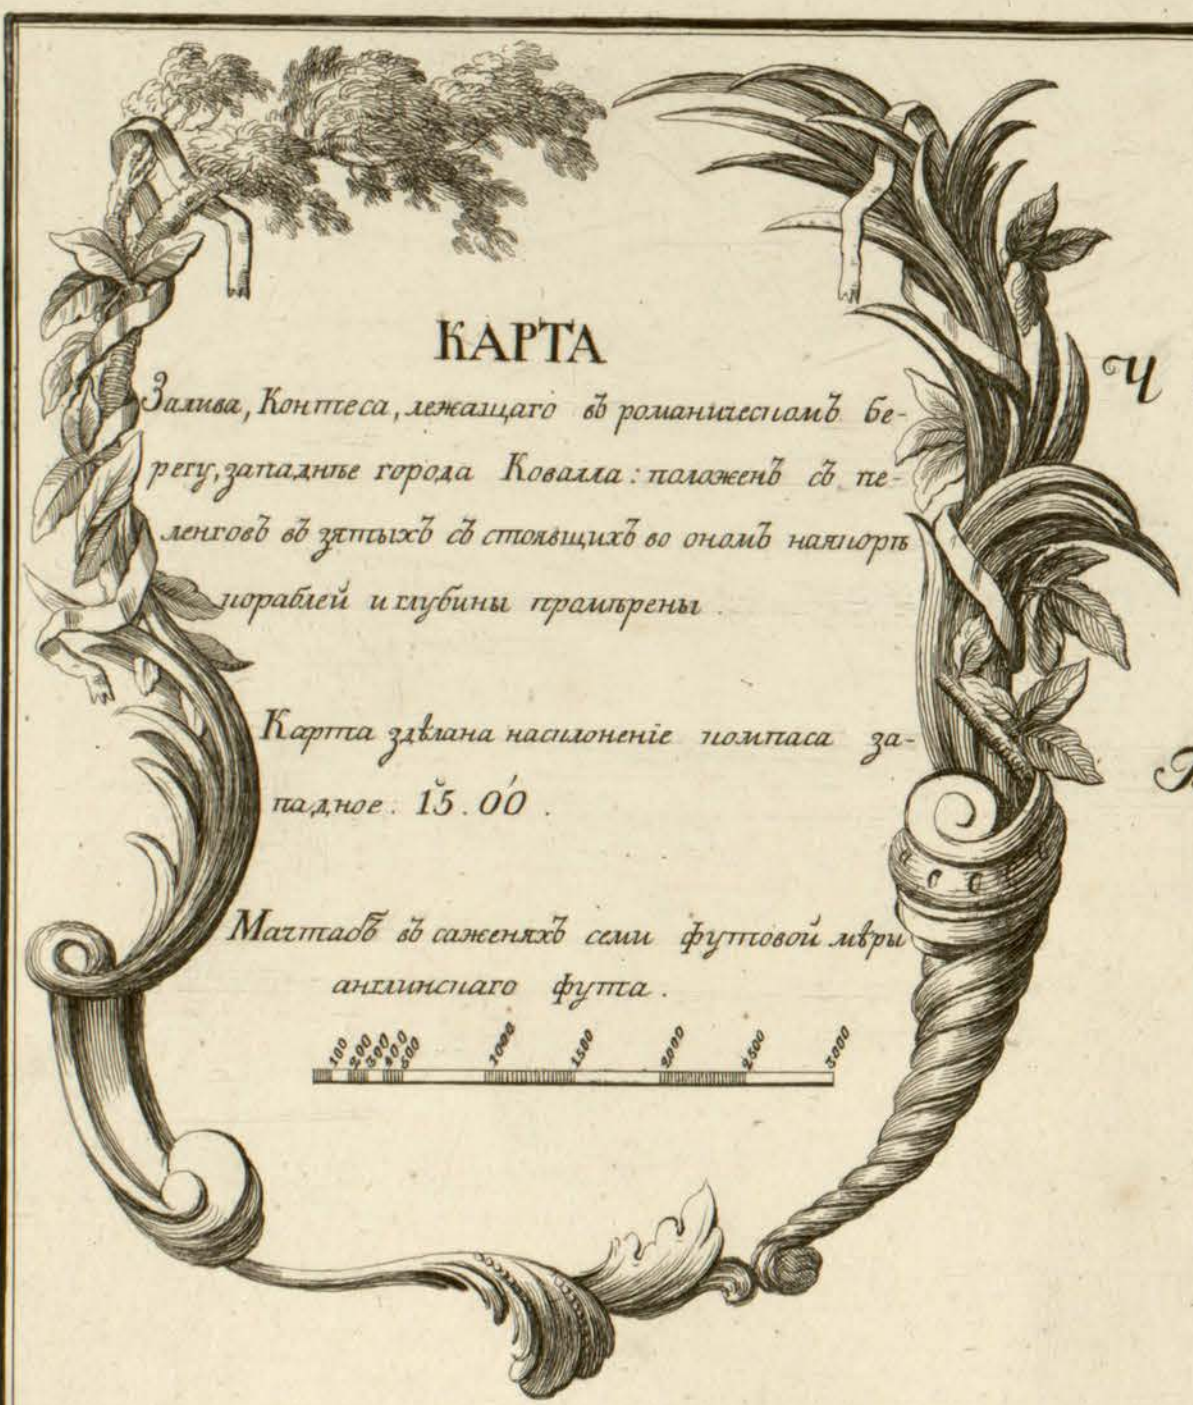 КАРТА
Залива, Контеса, лежащаго въ романическомъ бе-
регу, западнѣе города Ковалла: положенъ съ пе-
ленговъ въ зятыхъ съ стоявщихъ во ономъ наякорѣ
кораблей и глубины промѣрены.
Карта здѣлана насклоненіе компаса за-
падное. 15°. 00′.
Мачтабъ въ саженяхъ семи футовой мѣры
англинскаго фута.
100 200 300 400 500 1000 1500 2000 2500 3000
Ч